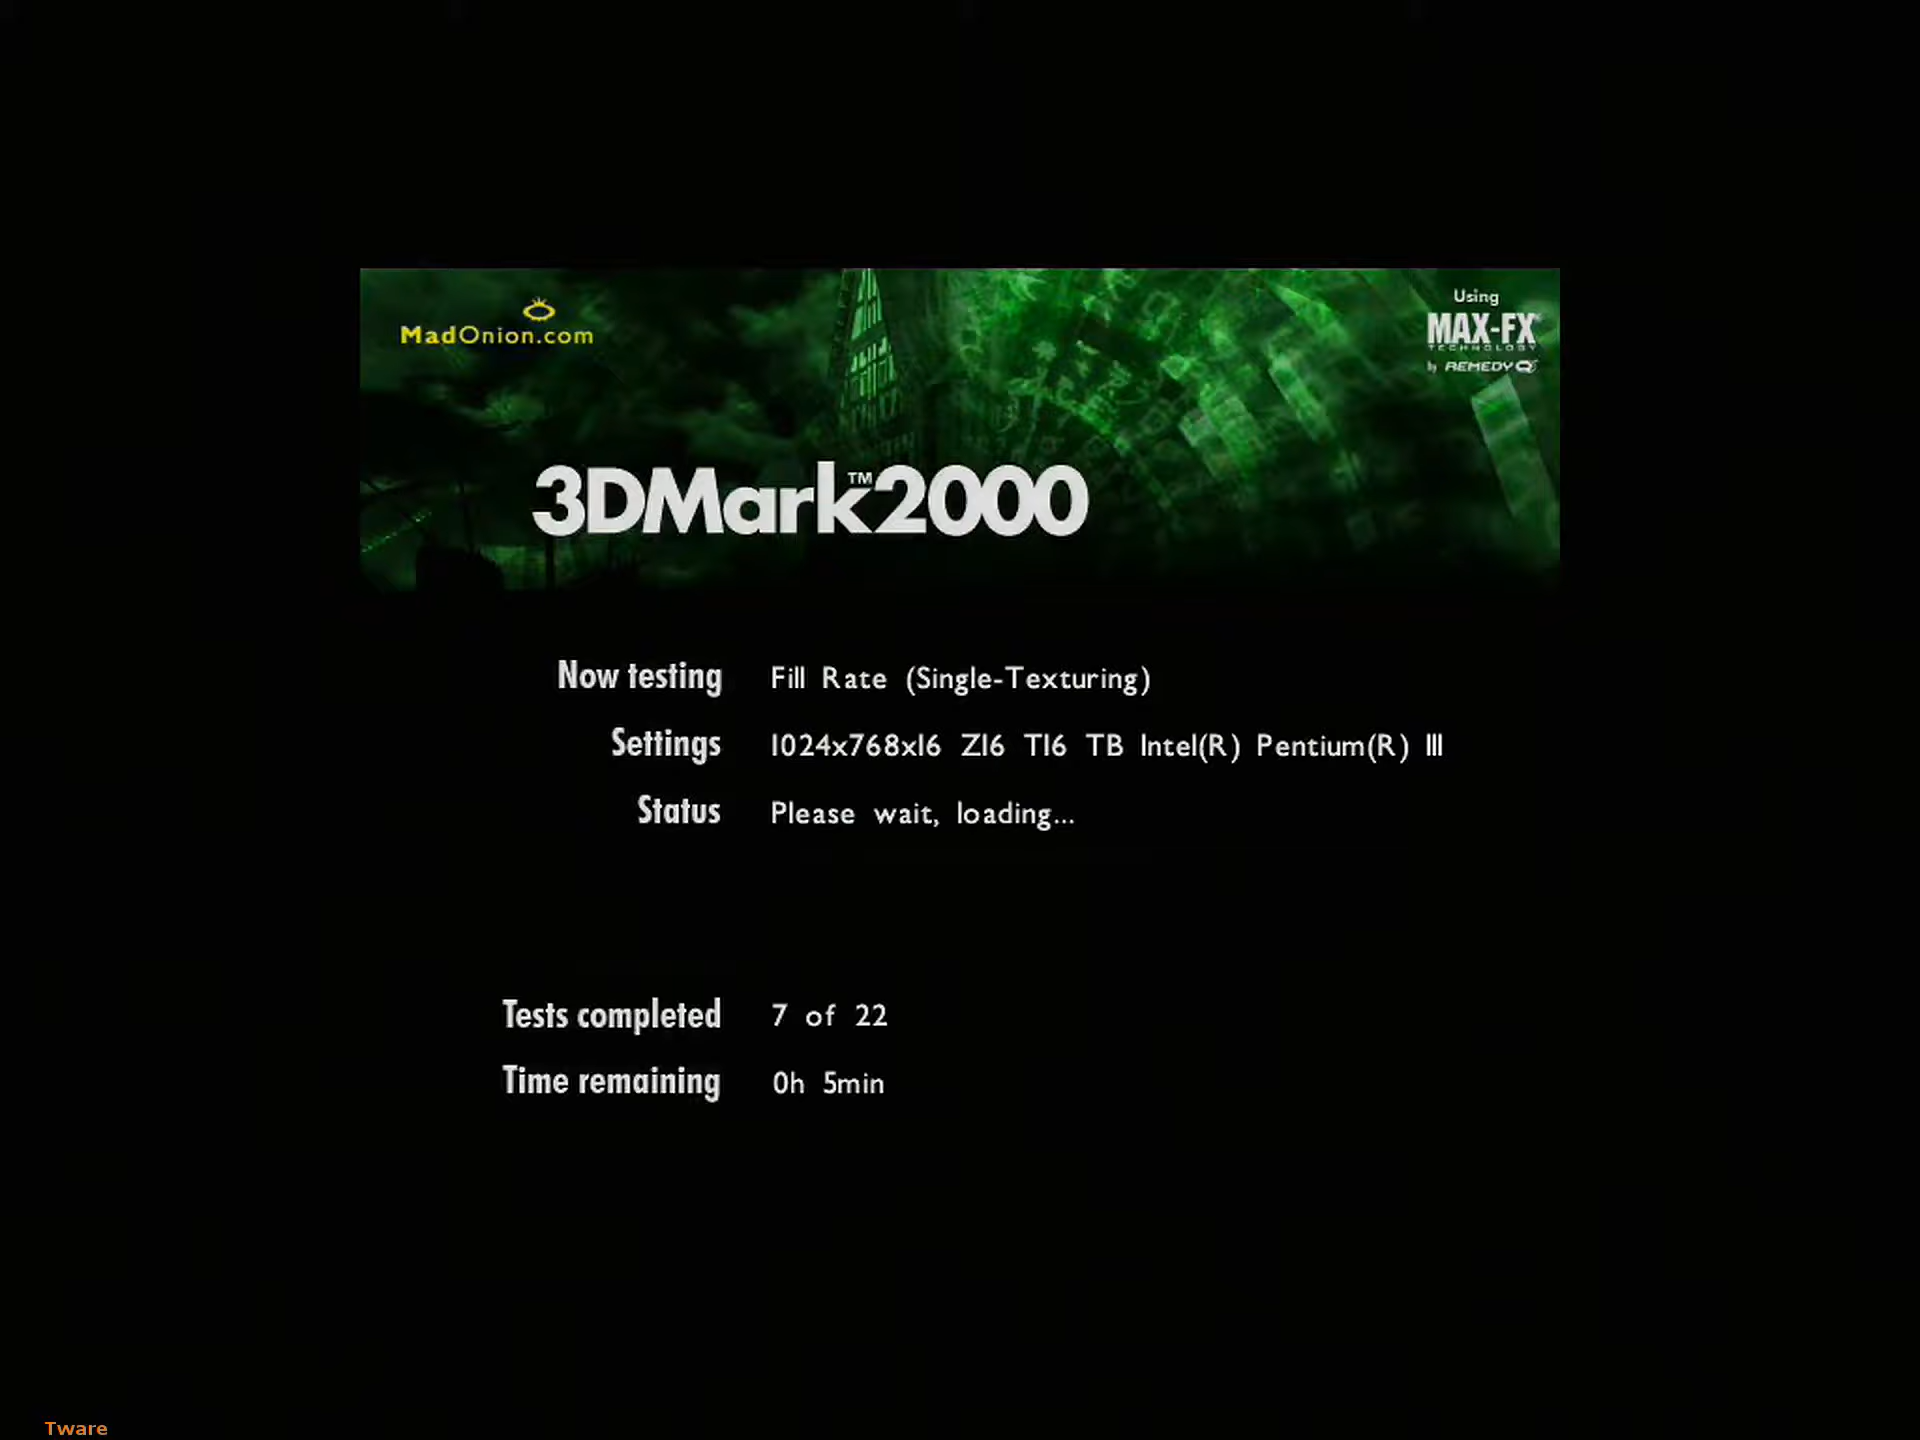 MadOnion.com
Using
MAX-FX
TECHNOLOGY
by REMEDY
3DMark™2000
Now testing Fill Rate (Single-Texturing)
Settings 1024x768x16 Z16 T16 TB Intel(R) Pentium(R) III
Status Please wait, loading...
Tests completed 7 of 22
Time remaining 0h 5min
Tware